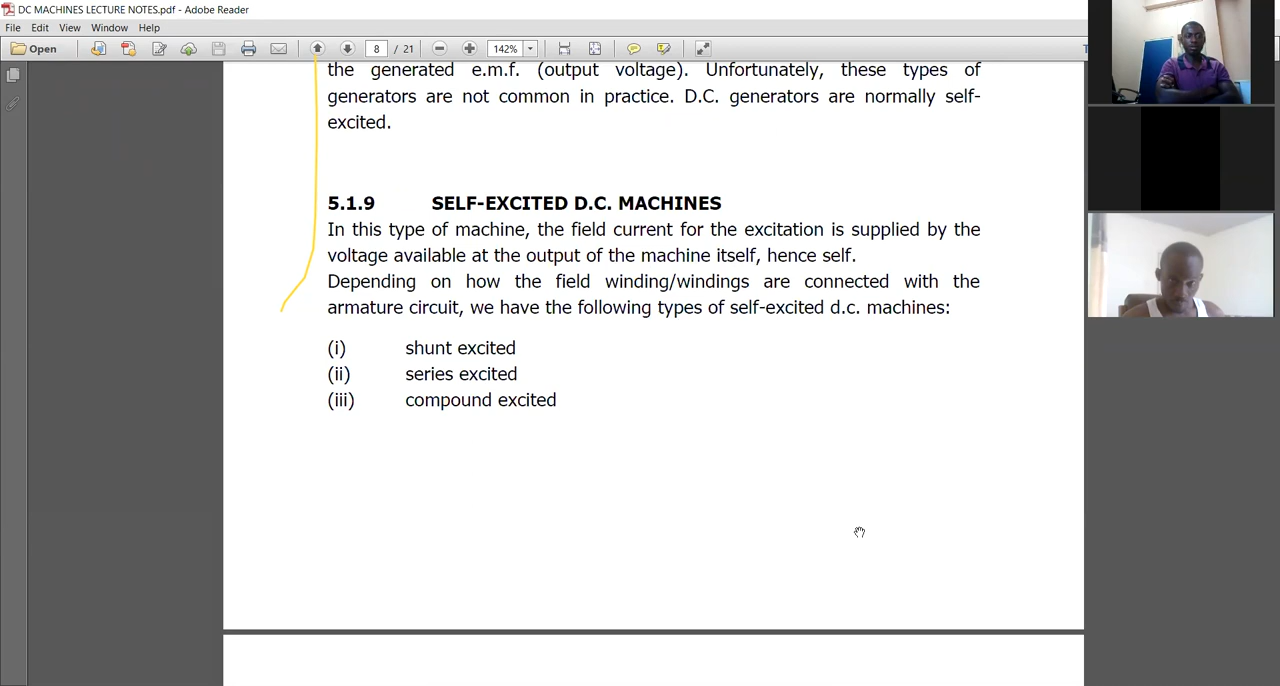 DC MACHINES LECTURE NOTES.pdf - Adobe Reader
File Edit View Window Help
Open 8 / 21 142% T
the generated e.m.f. (output voltage). Unfortunately, these types of
generators are not common in practice. D.C. generators are normally self-
excited.
5.1.9 SELF-EXCITED D.C. MACHINES
In this type of machine, the field current for the excitation is supplied by the
voltage available at the output of the machine itself, hence self.
Depending on how the field winding/windings are connected with the
armature circuit, we have the following types of self-excited d.c. machines:
(i) shunt excited
(ii) series excited
(iii) compound excited